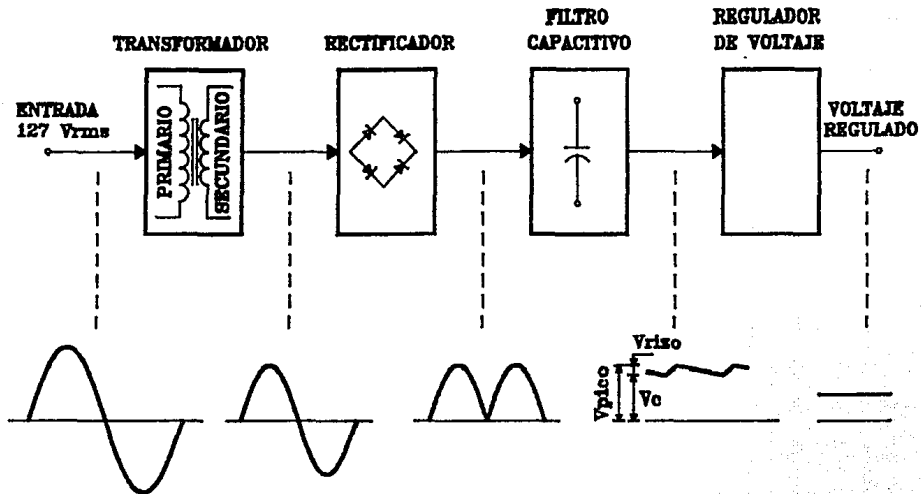 TRANSFORMADOR
RECTIFICADOR
FILTRO
CAPACITIVO
REGULADOR
DE VOLTAJE
ENTRADA
127 Vrms
PRIMARIO
SECUNDARIO
VOLTAJE
REGULADO
Vrizo
Vpico
Vc